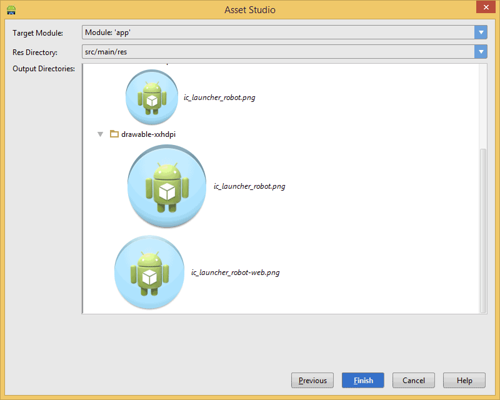 Asset Studio
Target Module: Module: 'app'
Res Directory: src/main/res
Output Directories:
ic_launcher_robot.png
drawable-xxhdpi
ic_launcher_robot.png
ic_launcher_robot-web.png
Previous Finish Cancel Help